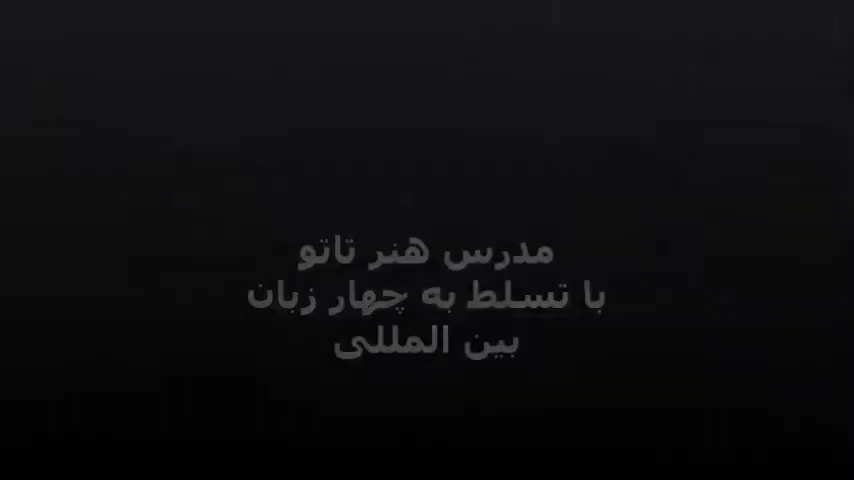 مدرس هنر تاتو
با تسلط به چهار زبان
بین المللی